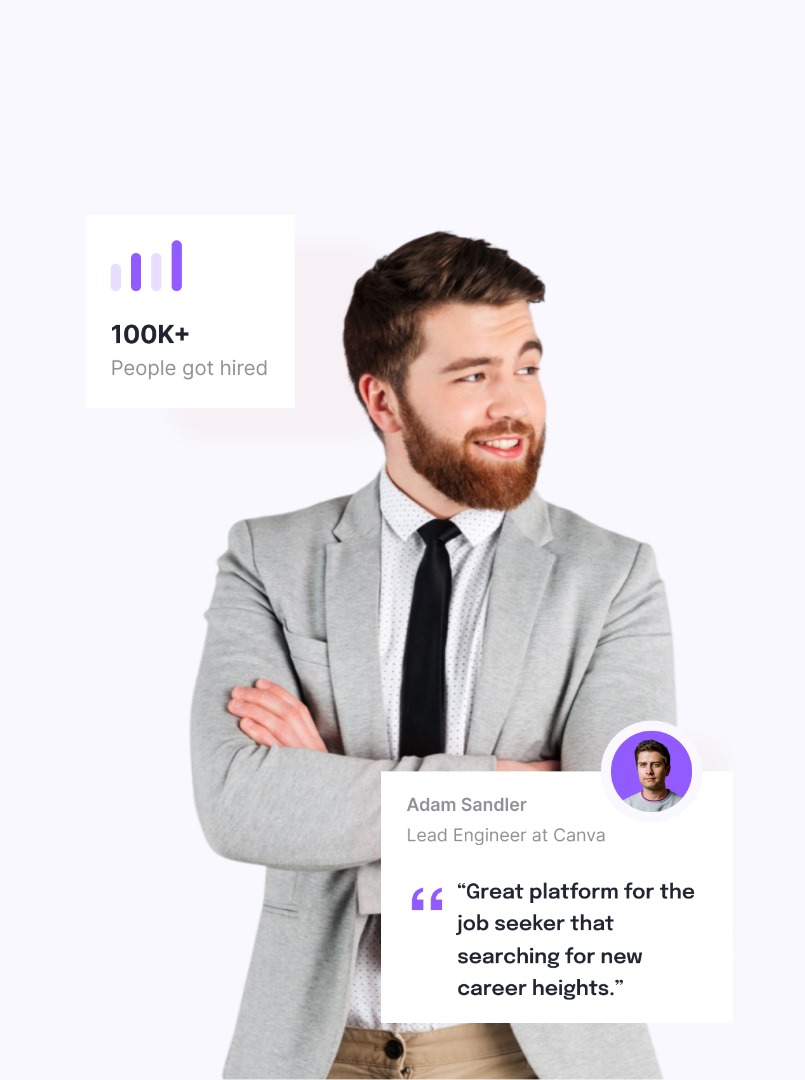 100K+
People got hired
Adam Sandler
Lead Engineer at Canva
“Great platform for the
job seeker that
searching for new
career heights.”